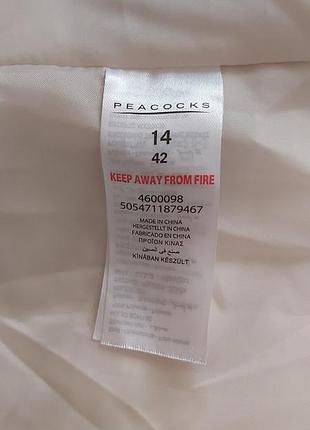 PEACOCKS
14
42
KEEP AWAY FROM FIRE
4600098
5054711879467
MADE IN CHINA
HERGESTELLT IN CHINA
FABRICADO EN CHINA
ΠΡΟΪΟΝ ΚΙΝΑΣ
صنع في الصين
KÍNÁBAN KÉSZÜLT